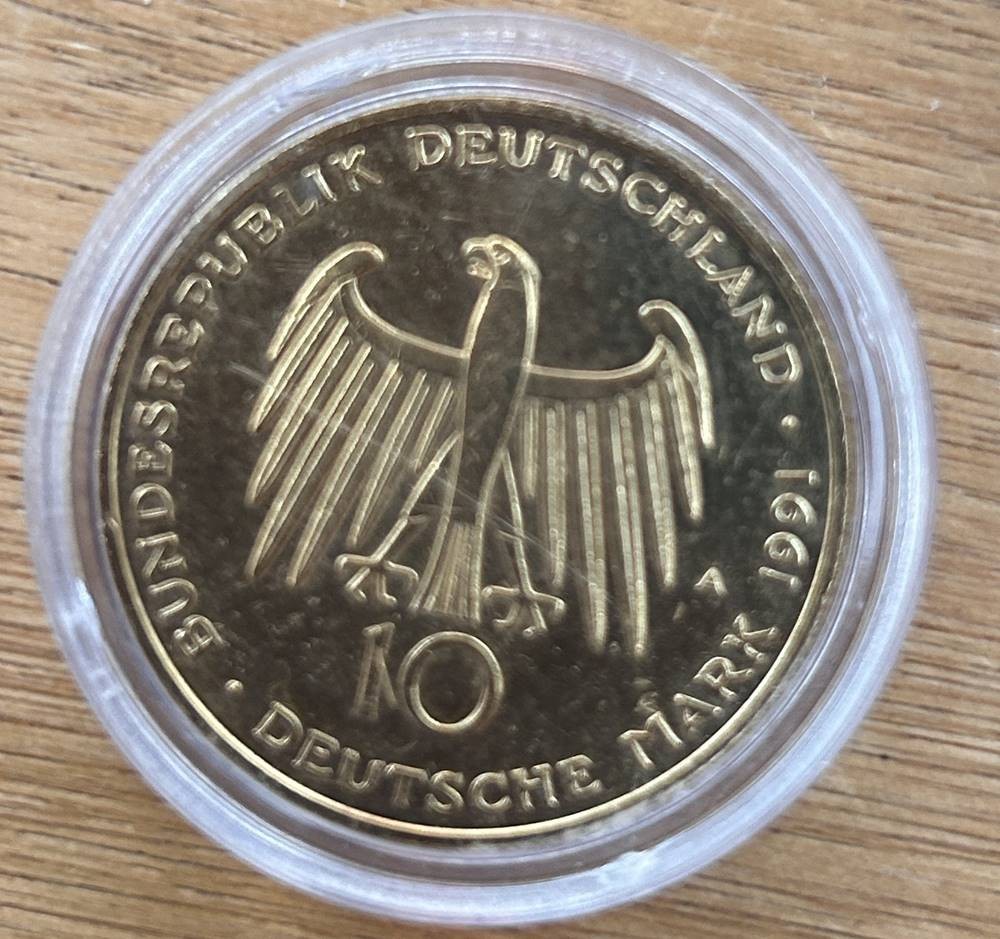 BUNDESREPUBLIK DEUTSCHLAND · 1991
· DEUTSCHE MARK
10
A